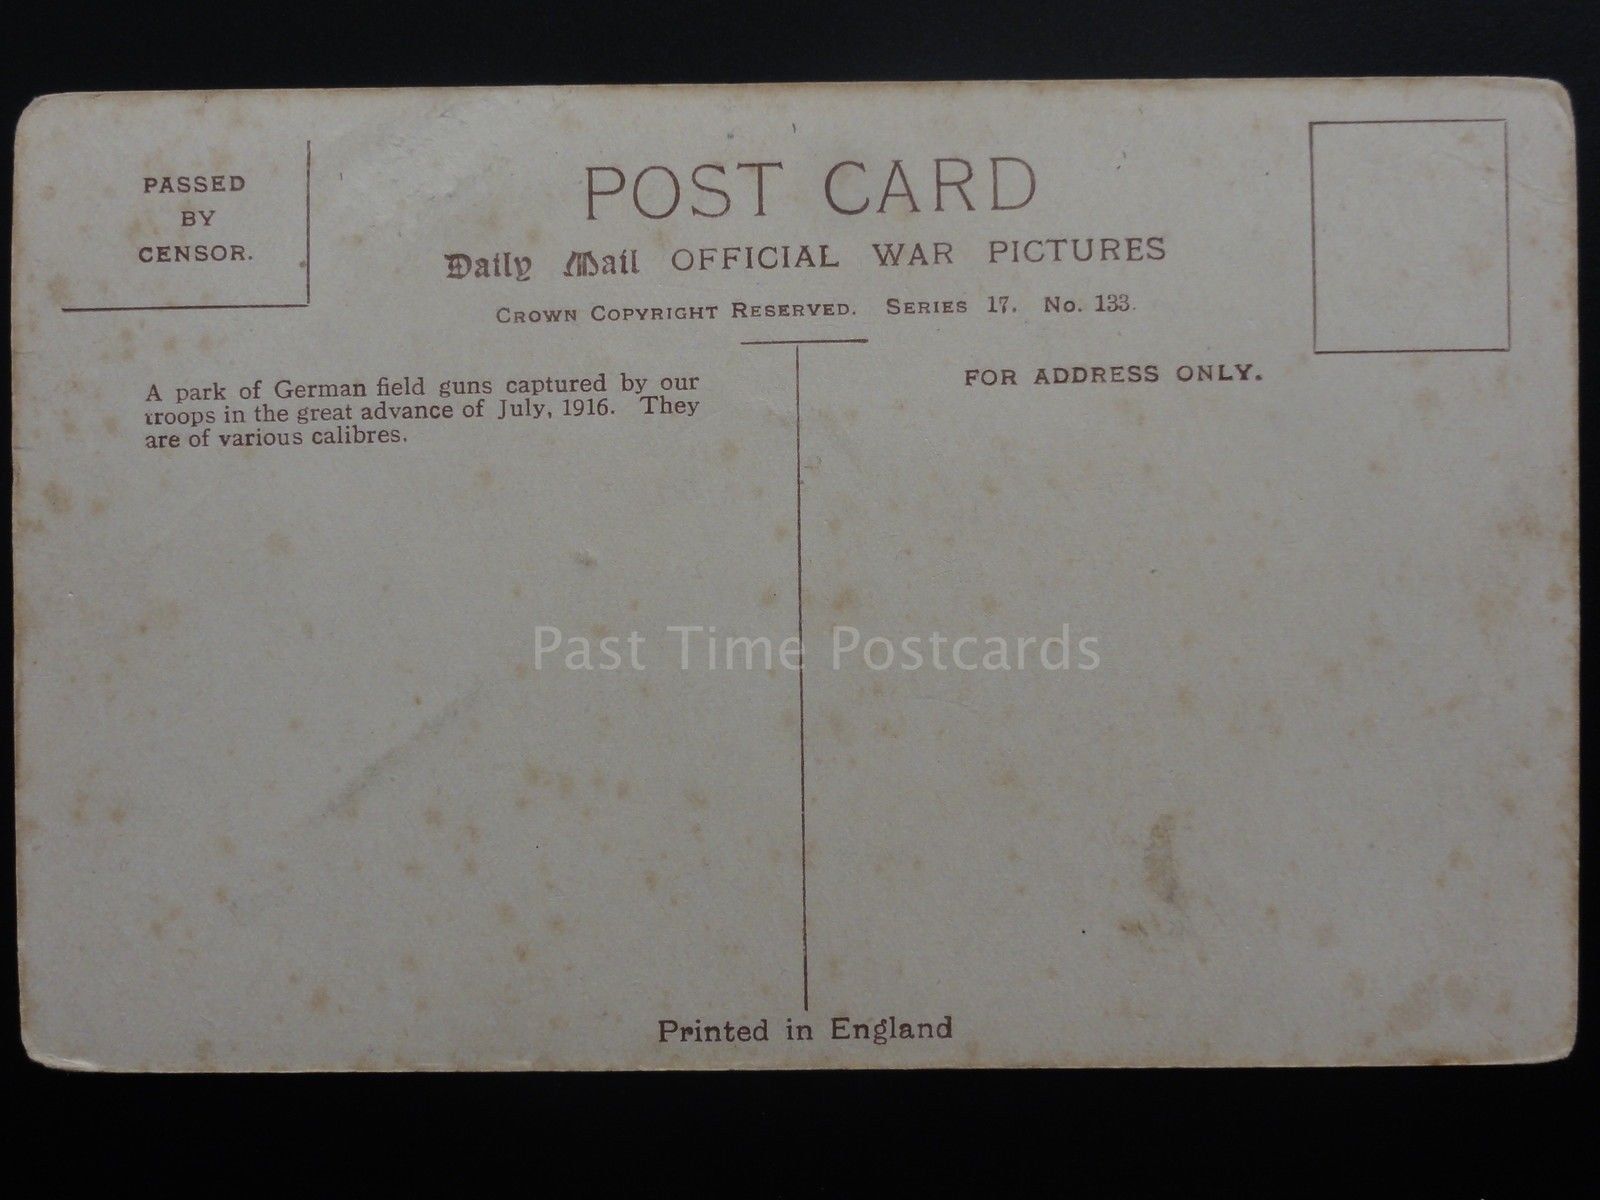 PASSED
BY
CENSOR.
POST CARD
Daily Mail OFFICIAL WAR PICTURES
CROWN COPYRIGHT RESERVED. SERIES 17. No. 133.
A park of German field guns captured by our
troops in the great advance of July, 1916. They
are of various calibres.
FOR ADDRESS ONLY.
Past Time Postcards
Printed in England